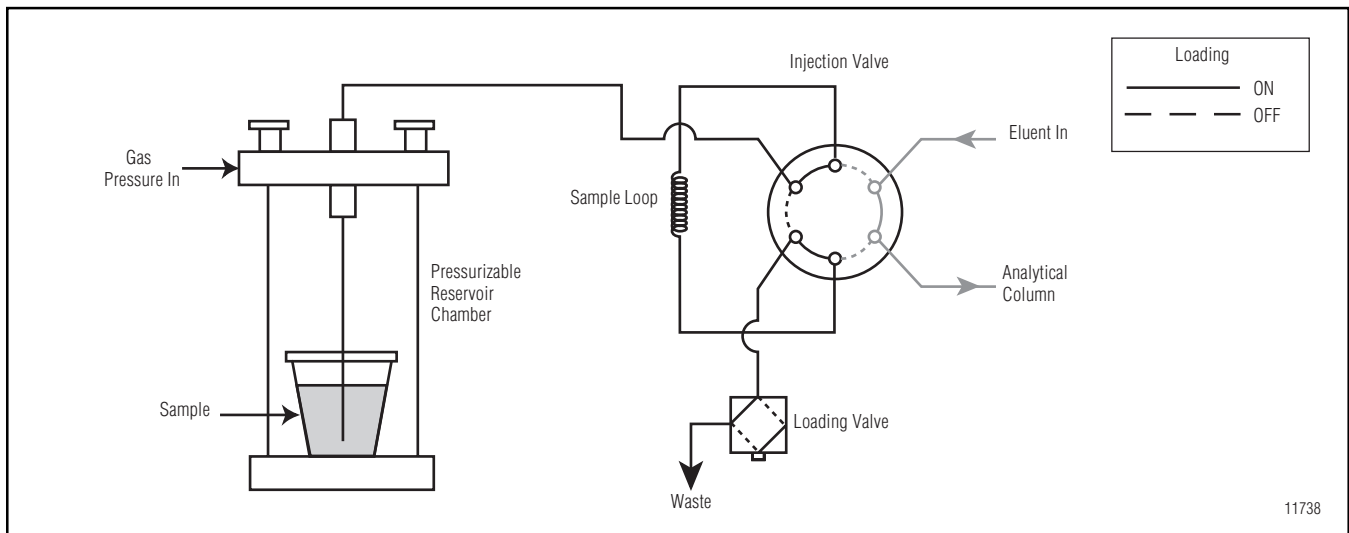 Injection Valve
Loading
ON
OFF
Gas
Pressure In
Eluent In
Sample Loop
Pressurizable
Reservoir
Chamber
Analytical
Column
Sample
Loading Valve
Waste
11738